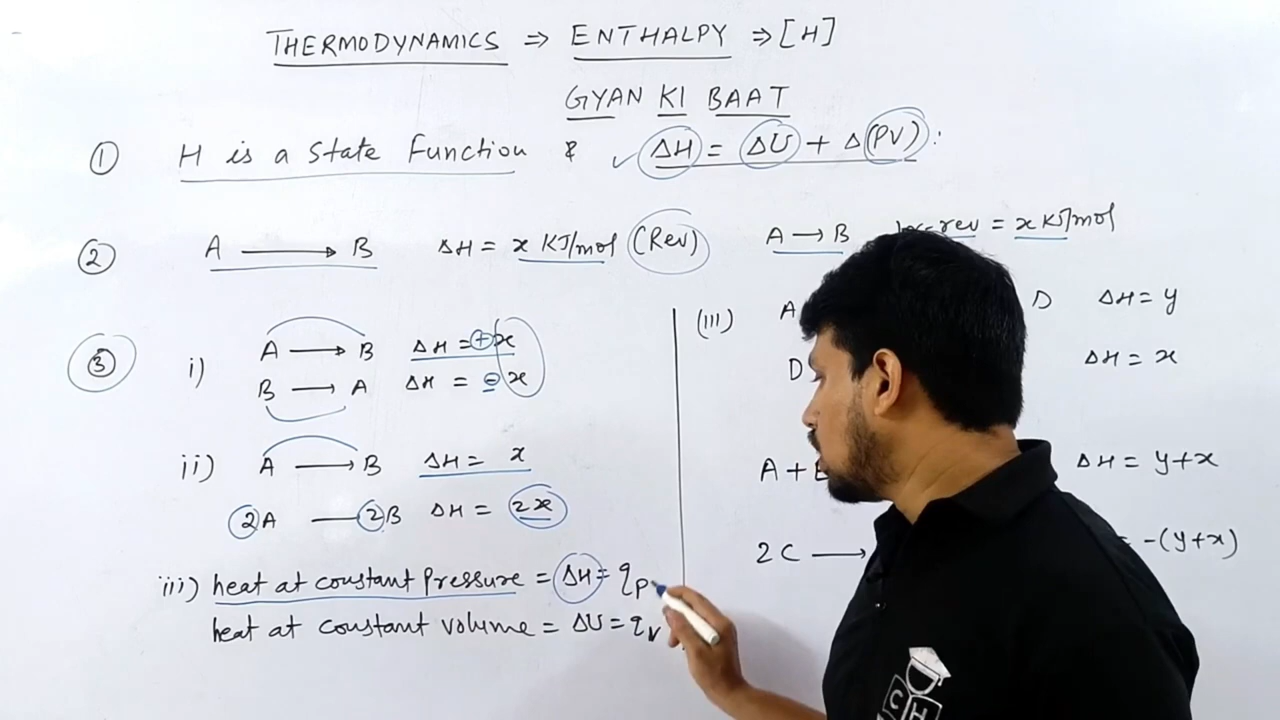 THERMODYNAMICS ⇒ ENTHALPY ⇒ [H]
GYAN KI BAAT
① H is a State Function & ✓ ΔH = ΔU + Δ(PV):
② A ⟶ B ΔH = x KJ/mol (Rev) A → B rev = x KJ/mol
③ i) A ⟶ B ΔH = +x
B ⟶ A ΔH = -x
ii) A ⟶ B ΔH = x
2A — 2B ΔH = 2x
iii) heat at constant Pressure = ΔH = qP
heat at constant volume = ΔU = qv
(III) A D ΔH = y
D ΔH = x
A + ΔH = y+x
2C ⟶ = -(y+x)
CH